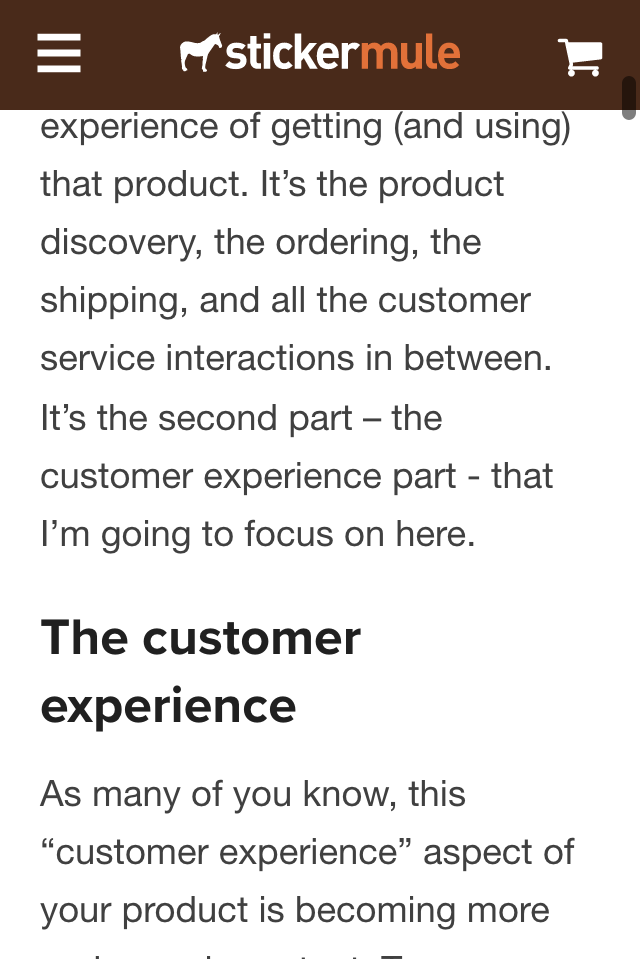 stickermule
experience of getting (and using)
that product. It’s the product
discovery, the ordering, the
shipping, and all the customer
service interactions in between.
It’s the second part – the
customer experience part - that
I’m going to focus on here.
The customer
experience
As many of you know, this
“customer experience” aspect of
your product is becoming more